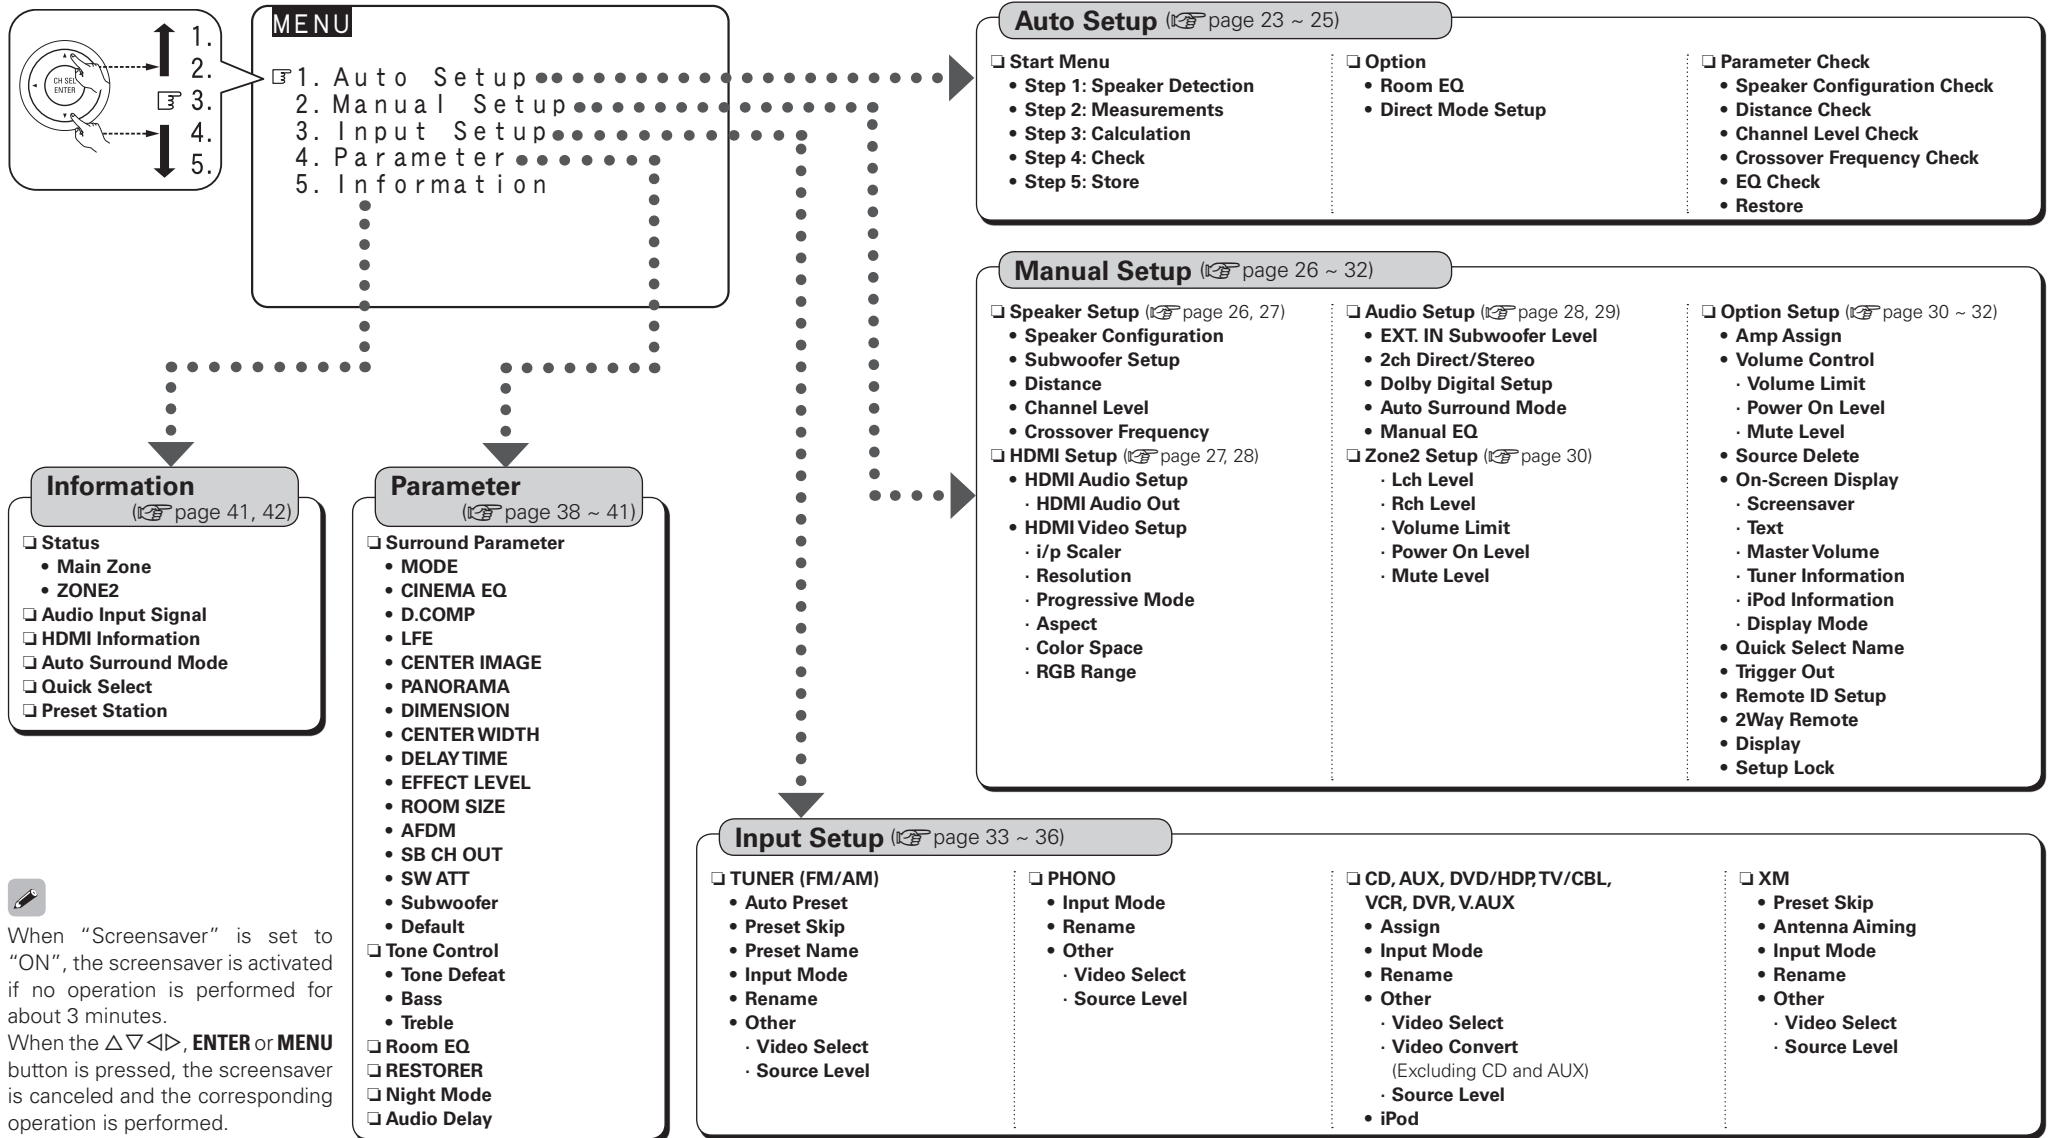 1.
2.
3.
4.
5.
CH SEL
ENTER
MENU
1. Auto Setup
2. Manual Setup
3. Input Setup
4. Parameter
5. Information
Auto Setup (☞ page 23 ~ 25)
❏ Start Menu
• Step 1: Speaker Detection
• Step 2: Measurements
• Step 3: Calculation
• Step 4: Check
• Step 5: Store
❏ Option
• Room EQ
• Direct Mode Setup
❏ Parameter Check
• Speaker Configuration Check
• Distance Check
• Channel Level Check
• Crossover Frequency Check
• EQ Check
• Restore
Manual Setup (☞ page 26 ~ 32)
❏ Speaker Setup (☞ page 26, 27)
• Speaker Configuration
• Subwoofer Setup
• Distance
• Channel Level
• Crossover Frequency
❏ HDMI Setup (☞ page 27, 28)
• HDMI Audio Setup
· HDMI Audio Out
• HDMI Video Setup
· i/p Scaler
· Resolution
· Progressive Mode
· Aspect
· Color Space
· RGB Range
❏ Audio Setup (☞ page 28, 29)
• EXT. IN Subwoofer Level
• 2ch Direct/Stereo
• Dolby Digital Setup
• Auto Surround Mode
• Manual EQ
❏ Zone2 Setup (☞ page 30)
· Lch Level
· Rch Level
· Volume Limit
· Power On Level
· Mute Level
❏ Option Setup (☞ page 30 ~ 32)
• Amp Assign
• Volume Control
· Volume Limit
· Power On Level
· Mute Level
• Source Delete
• On-Screen Display
· Screensaver
· Text
· Master Volume
· Tuner Information
· iPod Information
· Display Mode
• Quick Select Name
• Trigger Out
• Remote ID Setup
• 2Way Remote
• Display
• Setup Lock
Information
(☞ page 41, 42)
❏ Status
• Main Zone
• ZONE2
❏ Audio Input Signal
❏ HDMI Information
❏ Auto Surround Mode
❏ Quick Select
❏ Preset Station
Parameter
(☞ page 38 ~ 41)
❏ Surround Parameter
• MODE
• CINEMA EQ
• D.COMP
• LFE
• CENTER IMAGE
• PANORAMA
• DIMENSION
• CENTER WIDTH
• DELAY TIME
• EFFECT LEVEL
• ROOM SIZE
• AFDM
• SB CH OUT
• SW ATT
• Subwoofer
• Default
❏ Tone Control
• Tone Defeat
• Bass
• Treble
❏ Room EQ
❏ RESTORER
❏ Night Mode
❏ Audio Delay
Input Setup (☞ page 33 ~ 36)
❏ TUNER (FM/AM)
• Auto Preset
• Preset Skip
• Preset Name
• Input Mode
• Rename
• Other
· Video Select
· Source Level
❏ PHONO
• Input Mode
• Rename
• Other
· Video Select
· Source Level
❏ CD, AUX, DVD/HDP, TV/CBL,
VCR, DVR, V.AUX
• Assign
• Input Mode
• Rename
• Other
· Video Select
· Video Convert
(Excluding CD and AUX)
· Source Level
• iPod
❏ XM
• Preset Skip
• Antenna Aiming
• Input Mode
• Rename
• Other
· Video Select
· Source Level
When “Screensaver” is set to
“ON”, the screensaver is activated
if no operation is performed for
about 3 minutes.
When the △▽◁▷, ENTER or MENU
button is pressed, the screensaver
is canceled and the corresponding
operation is performed.